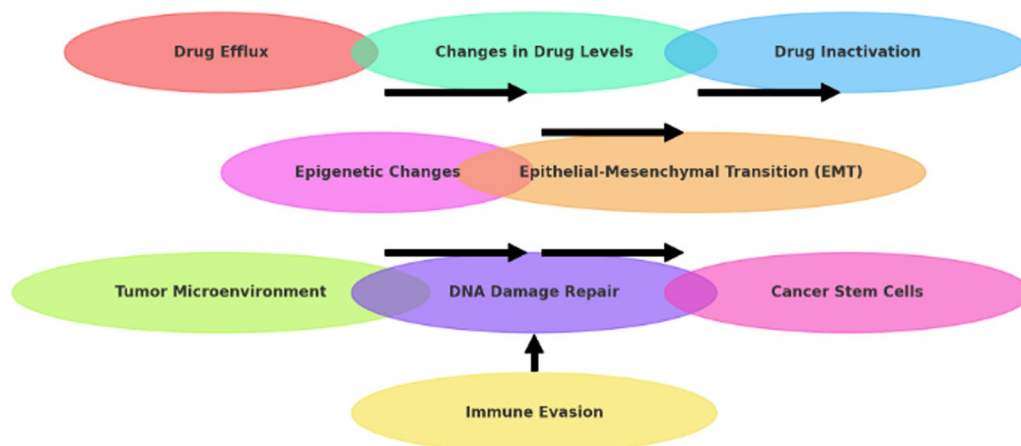 Drug Efflux
Changes in Drug Levels
Drug Inactivation
Epigenetic Changes
Epithelial-Mesenchymal Transition (EMT)
Tumor Microenvironment
DNA Damage Repair
Cancer Stem Cells
Immune Evasion